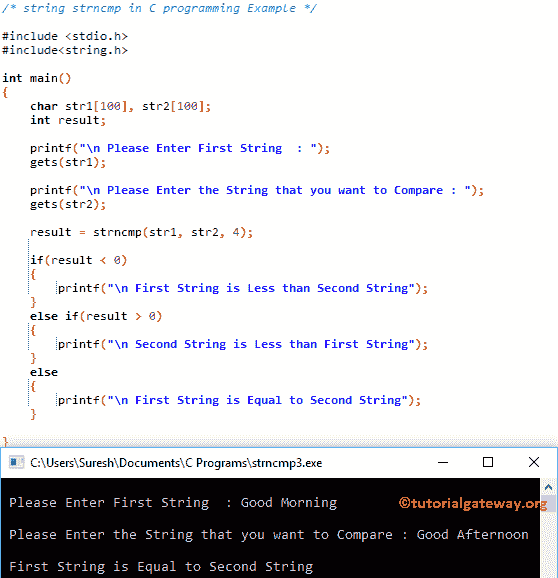 /* string strncmp in C programming Example */
#include <stdio.h>
#include<string.h>
int main()
{
    char str1[100], str2[100];
    int result;
    printf("\n Please Enter First String  : ");
    gets(str1);
    printf("\n Please Enter the String that you want to Compare : ");
    gets(str2);
    result = strncmp(str1, str2, 4);
    if(result < 0)
    {
        printf("\n First String is Less than Second String");
    }
    else if(result > 0)
    {
        printf("\n Second String is Less than First String");
    }
    else
    {
        printf("\n First String is Equal to Second String");
    }
}
C:\Users\Suresh\Documents\C Programs\strncmp3.exe
Please Enter First String  : Good Morning
©tutorialgateway.org
Please Enter the String that you want to Compare : Good Afternoon
First String is Equal to Second String